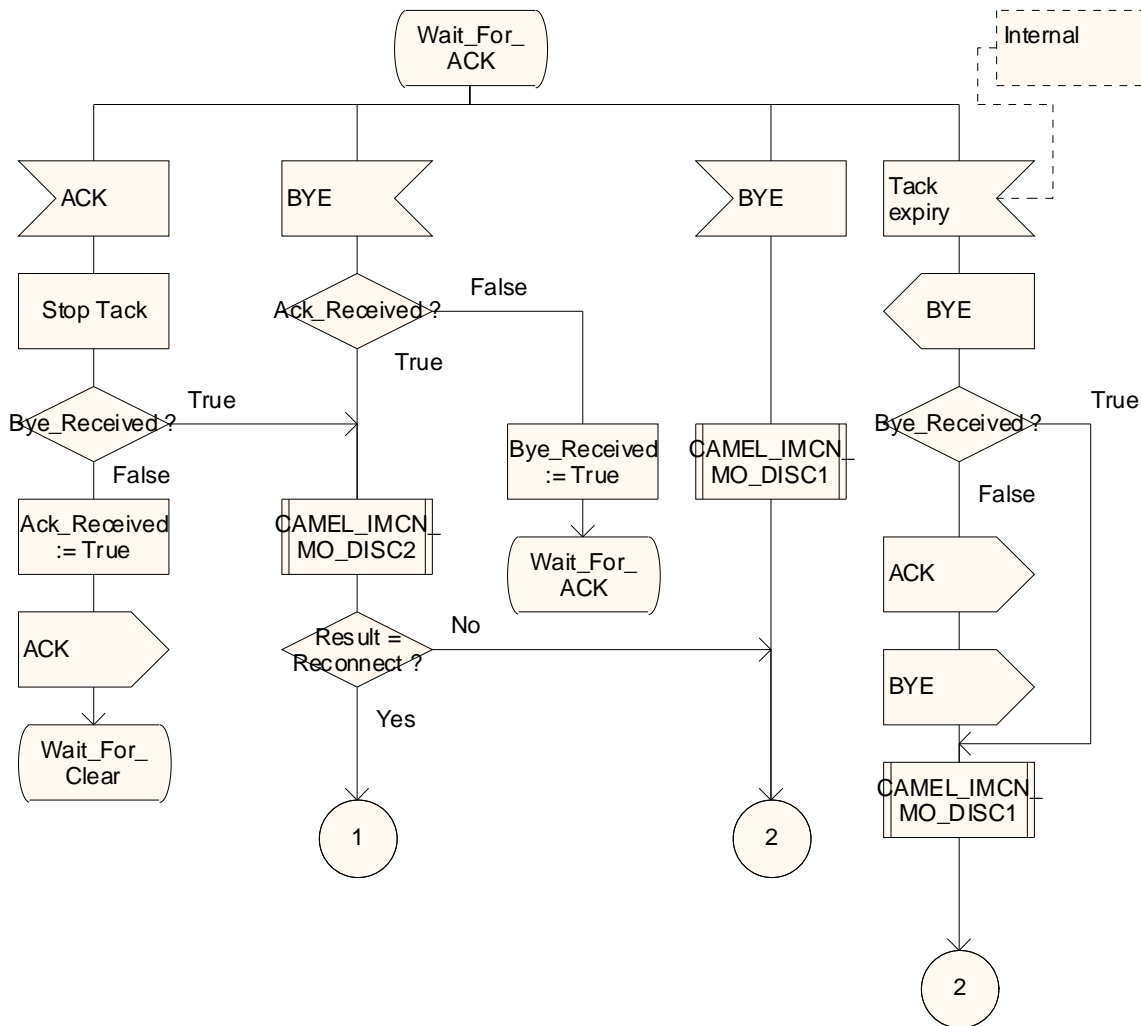 Wait_For_
ACK
Internal
ACK
BYE
BYE
Tack
expiry
Stop Tack
Ack_Received ?
False
True
BYE
Bye_Received ?
True
False
Bye_Received
:= True
CAMEL_IMCN_
MO_DISC1
Bye_Received ?
True
False
Ack_Received
:= True
CAMEL_IMCN_
MO_DISC2
Wait_For_
ACK
ACK
ACK
Result =
Reconnect ?
No
Yes
BYE
Wait_For_
Clear
CAMEL_IMCN_
MO_DISC1
1
2
2